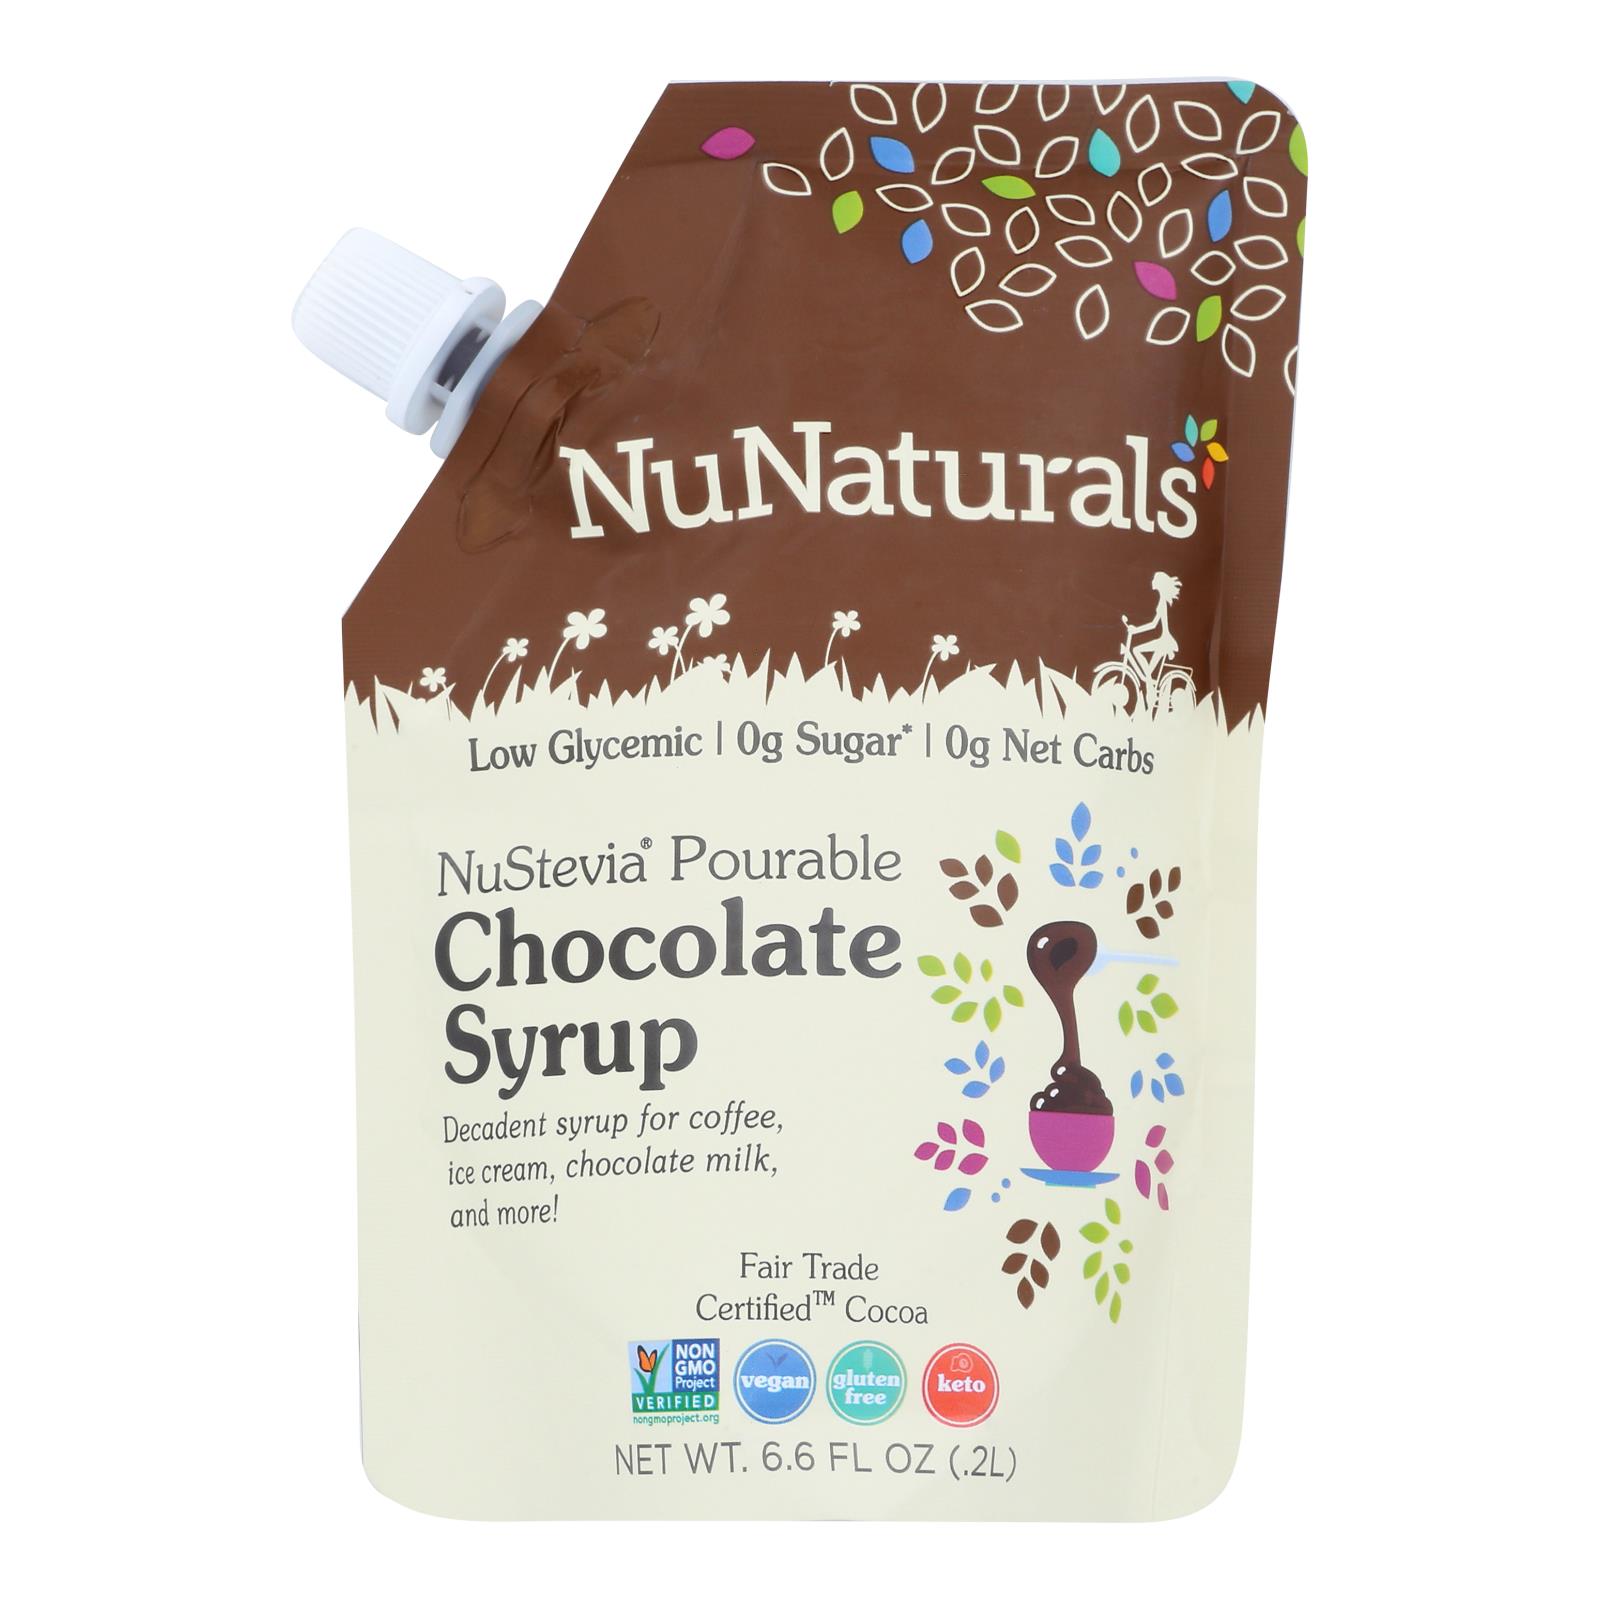 NuNaturals
Low Glycemic | 0g Sugar* | 0g Net Carbs
NuStevia® Pourable
Chocolate
Syrup
Decadent syrup for coffee,
ice cream, chocolate milk,
and more!
Fair Trade
Certified™ Cocoa
NON
GMO
Project
VERIFIED
nongmoproject.org
vegan
gluten
free
keto
NET WT. 6.6 FL OZ (.2L)